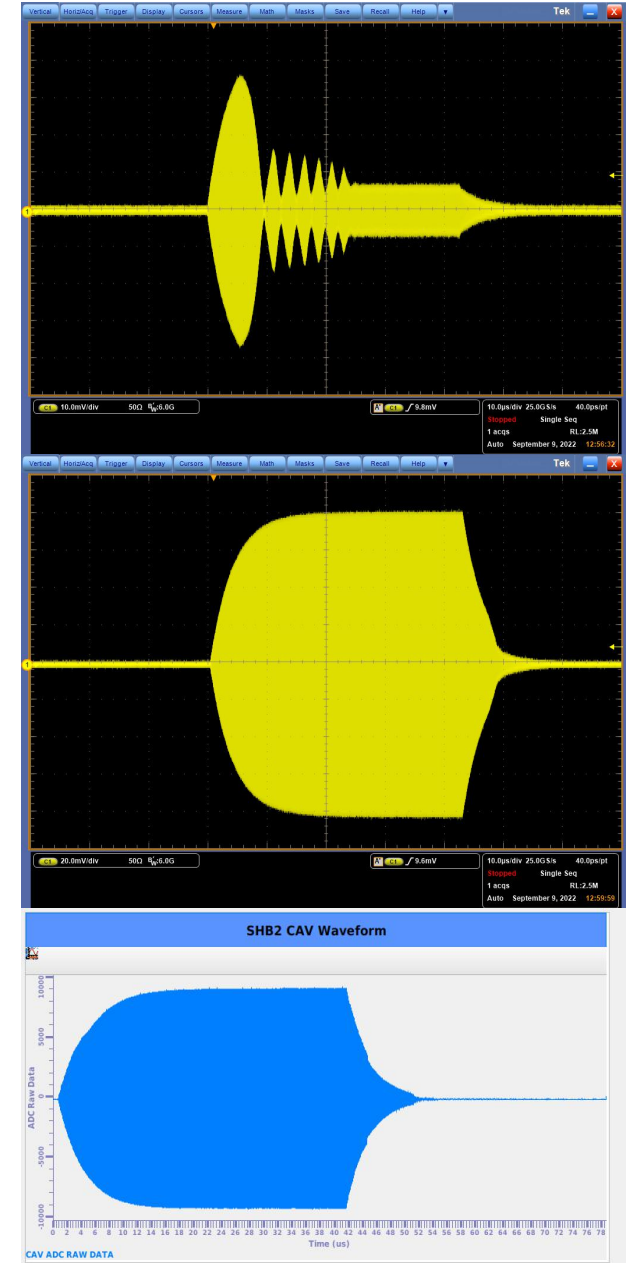 Vertical Horiz/Acq Trigger Display Cursors Measure Math Masks Save Recall Help Tek X
1
C1 10.0mV/div 50Ω BW:6.0G
A' C1 9.8mV
10.0µs/div 25.0GS/s 40.0ps/pt
Stopped Single Seq
1 acqs RL:2.5M
Auto September 9, 2022 12:56:32
Vertical Horiz/Acq Trigger Display Cursors Measure Math Masks Save Recall Help Tek X
1
C1 20.0mV/div 50Ω BW:6.0G
A' C1 9.6mV
10.0µs/div 25.0GS/s 40.0ps/pt
Stopped Single Seq
1 acqs RL:2.5M
Auto September 9, 2022 12:59:59
SHB2 CAV Waveform
ADC Raw Data
10000
5000
0
-5000
-10000
0 2 4 6 8 10 12 14 16 18 20 22 24 26 28 30 32 34 36 38 40 42 44 46 48 50 52 54 56 58 60 62 64 66 68 70 72 74 76 78
Time (us)
CAV ADC RAW DATA